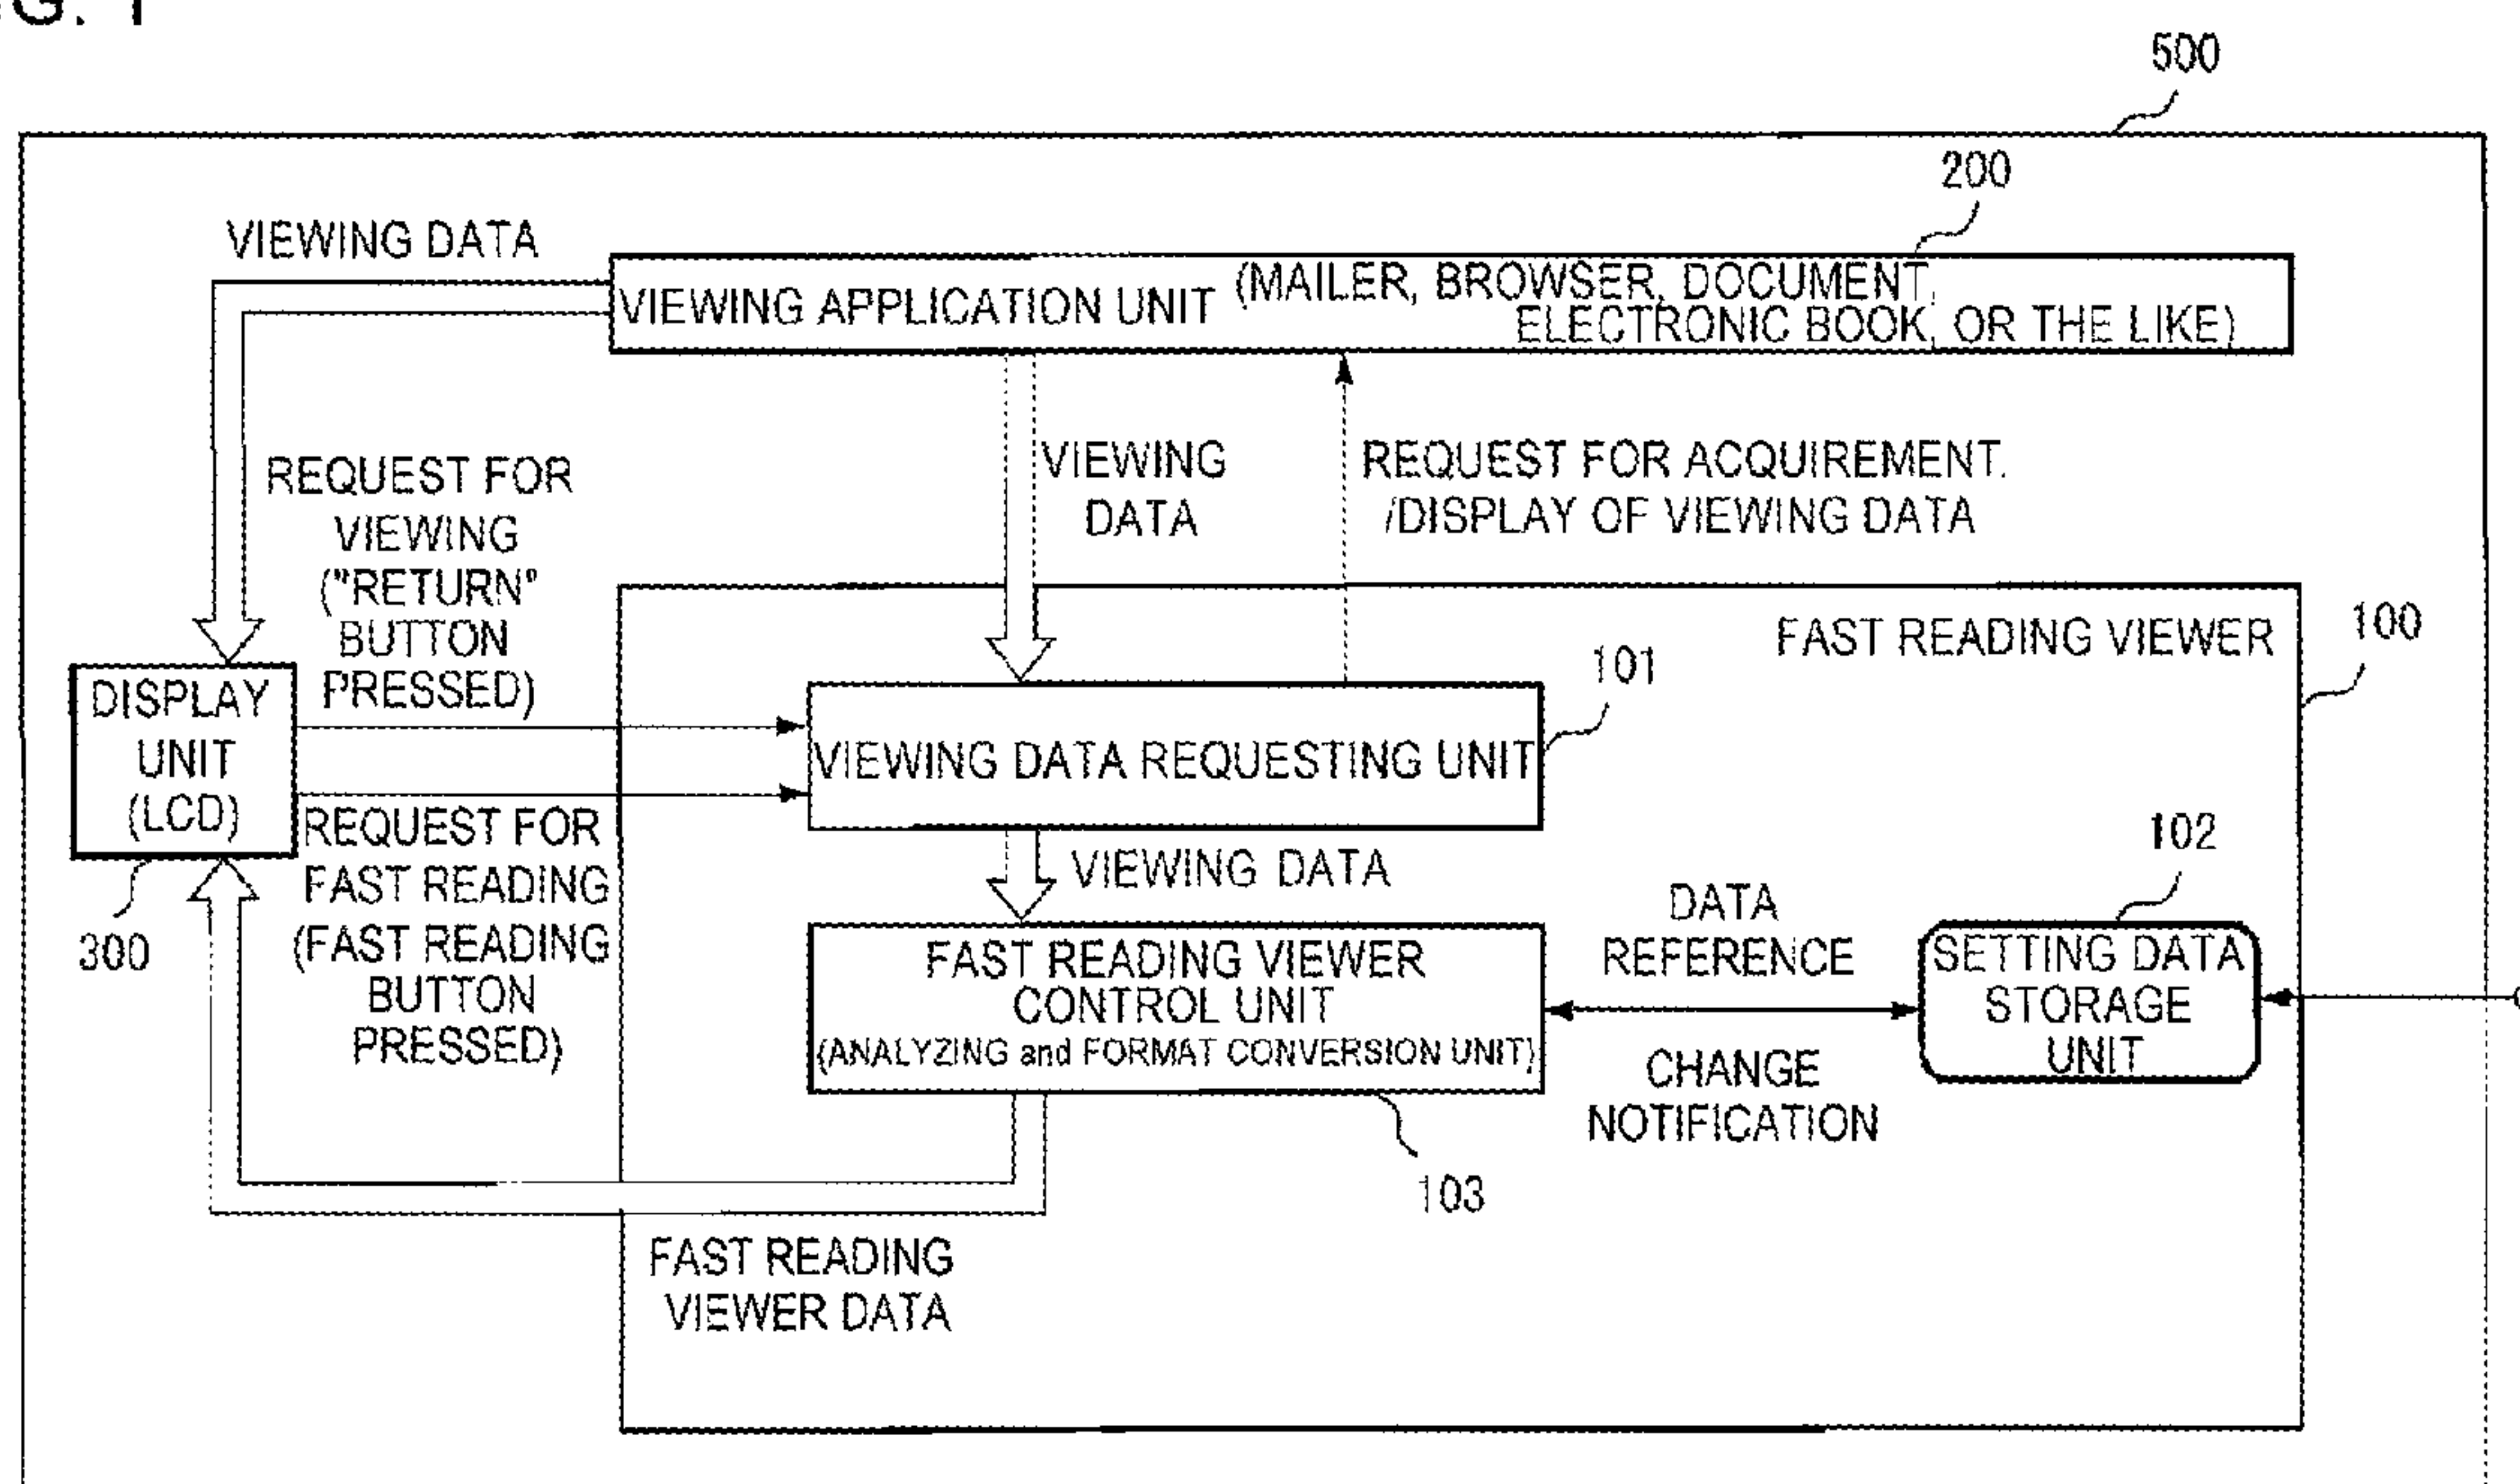 G. 1
500
200
VIEWING DATA
VIEWING APPLICATION UNIT (MAILER, BROWSER, DOCUMENT,
ELECTRONIC BOOK, OR THE LIKE)
REQUEST FOR
VIEWING
("RETURN"
BUTTON
PRESSED)
VIEWING
DATA
REQUEST FOR ACQUIREMENT
/DISPLAY OF VIEWING DATA
FAST READING VIEWER
100
101
DISPLAY
UNIT
(LCD)
300
VIEWING DATA REQUESTING UNIT
REQUEST FOR
FAST READING
(FAST READING
BUTTON
PRESSED)
VIEWING DATA
102
DATA
REFERENCE
FAST READING VIEWER
CONTROL UNIT
(ANALYZING and FORMAT CONVERSION UNIT)
SETTING DATA
STORAGE
UNIT
CHANGE
NOTIFICATION
103
FAST READING
VIEWER DATA